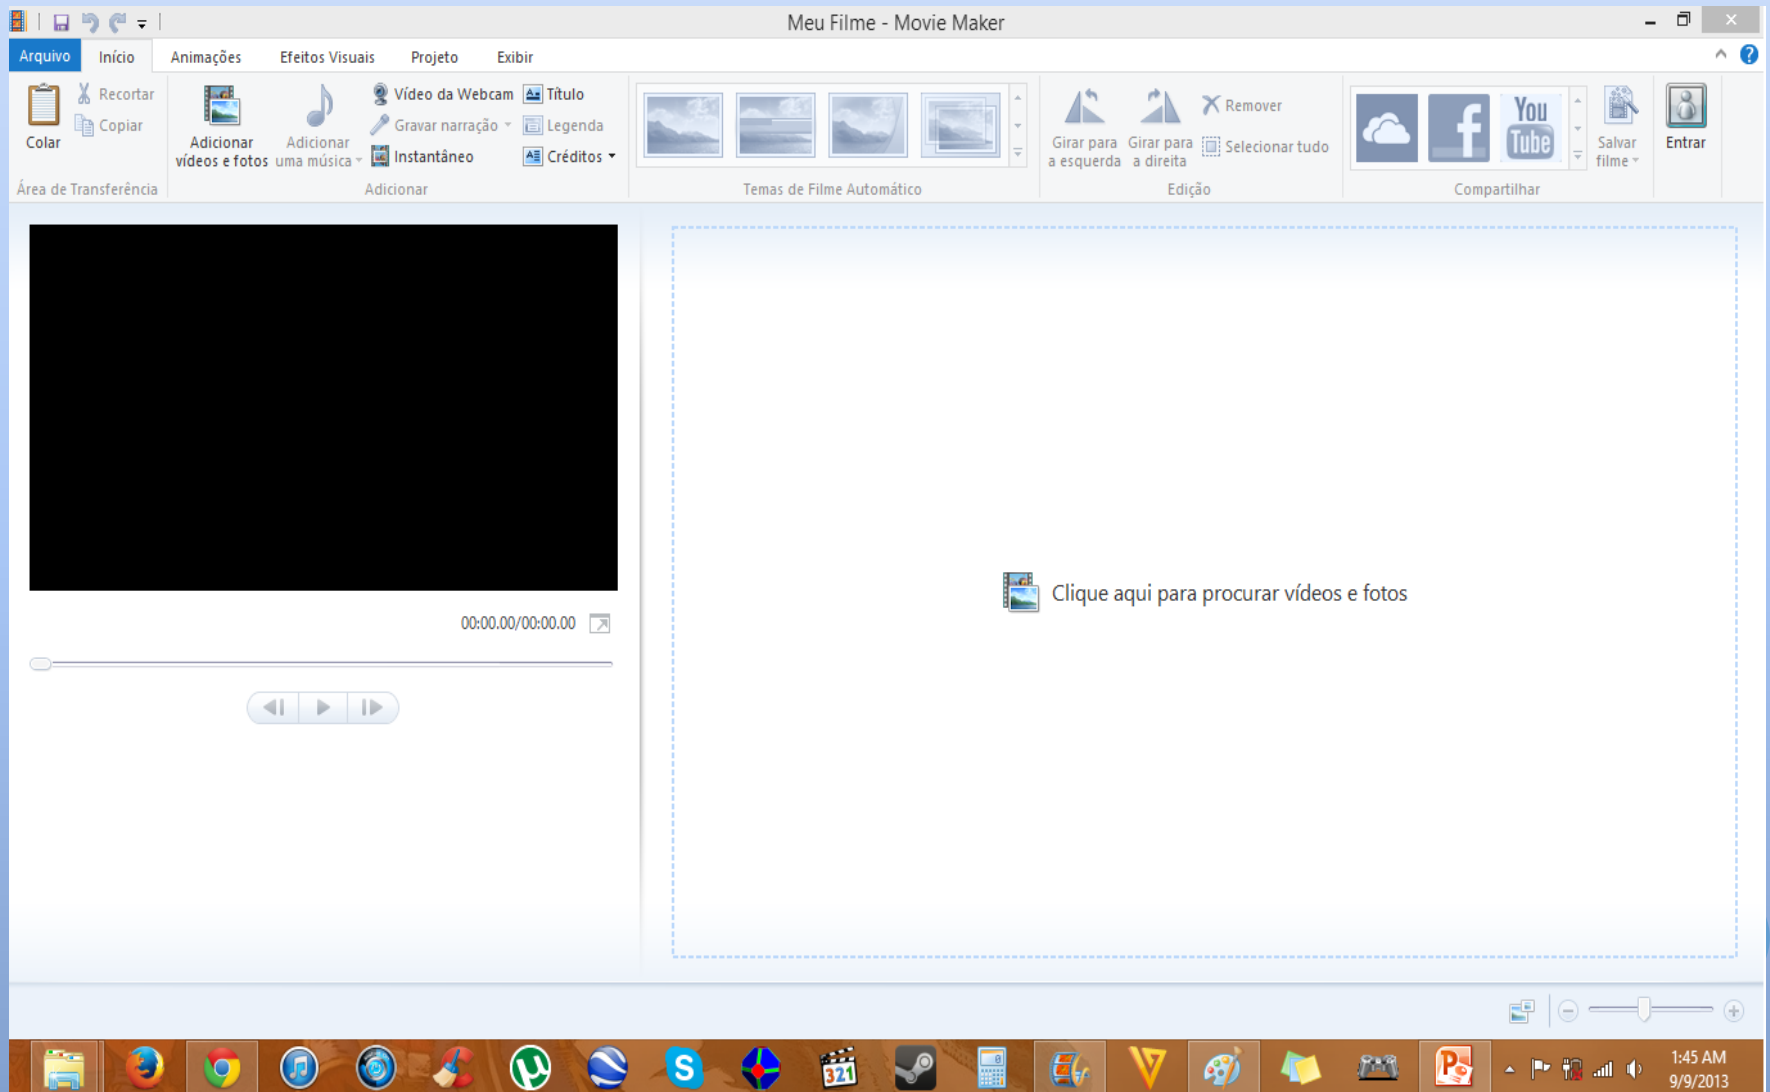 Meu Filme - Movie Maker
Arquivo Início Animações Efeitos Visuais Projeto Exibir
Colar
Recortar
Copiar
Área de Transferência
Adicionar
vídeos e fotos
Adicionar
uma música
Vídeo da Webcam
Gravar narração
Instantâneo
Título
Legenda
Créditos
Adicionar
Temas de Filme Automático
Girar para
a esquerda
Girar para
a direita
Remover
Selecionar tudo
Edição
You
Tube
Compartilhar
Salvar
filme
Entrar
00:00.00/00:00.00
Clique aqui para procurar vídeos e fotos
321
1:45 AM
9/9/2013